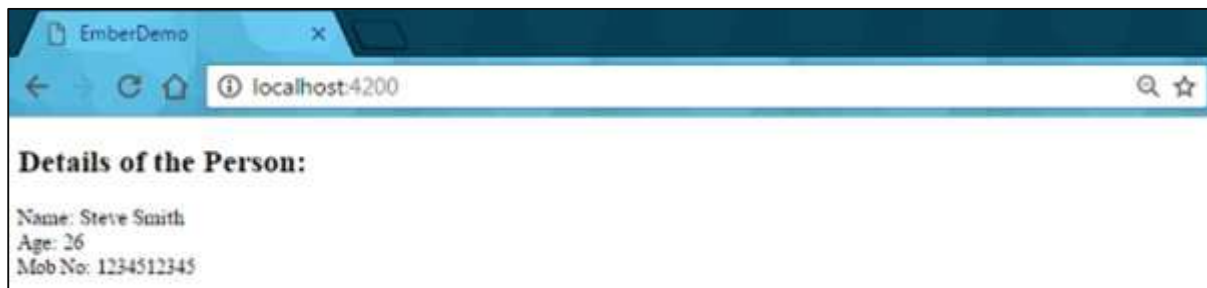 EmberDemo
localhost:4200
Details of the Person:
Name: Steve Smith
Age: 26
Mob No: 1234512345